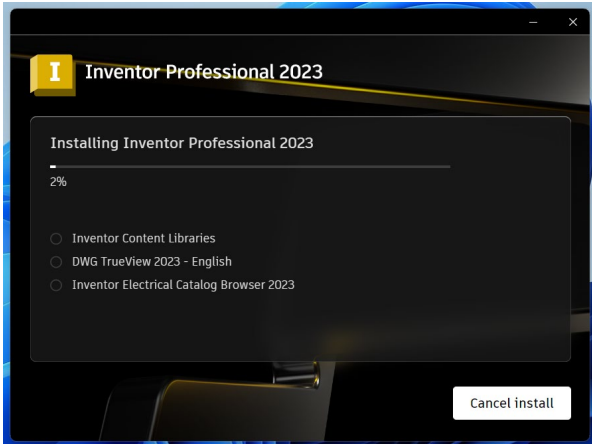 I
Inventor Professional 2023
Installing Inventor Professional 2023
2%
Inventor Content Libraries
DWG TrueView 2023 - English
Inventor Electrical Catalog Browser 2023
Cancel install